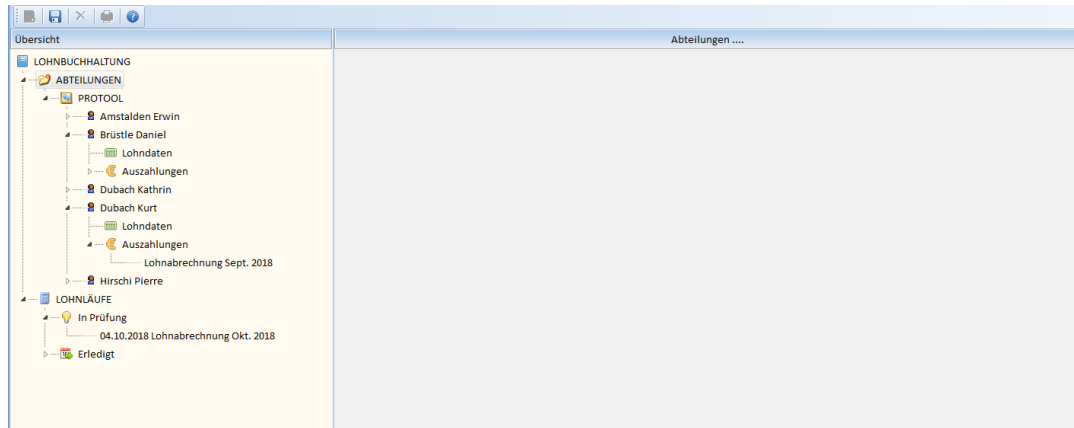 Übersicht
Abteilungen ....
LOHNBUCHHALTUNG
ABTEILUNGEN
PROTOOL
Amstalden Erwin
Brüstle Daniel
Lohndaten
Auszahlungen
Dubach Kathrin
Dubach Kurt
Lohndaten
Auszahlungen
Lohnabrechnung Sept. 2018
Hirschi Pierre
LOHNLÄUFE
In Prüfung
04.10.2018 Lohnabrechnung Okt. 2018
Erledigt